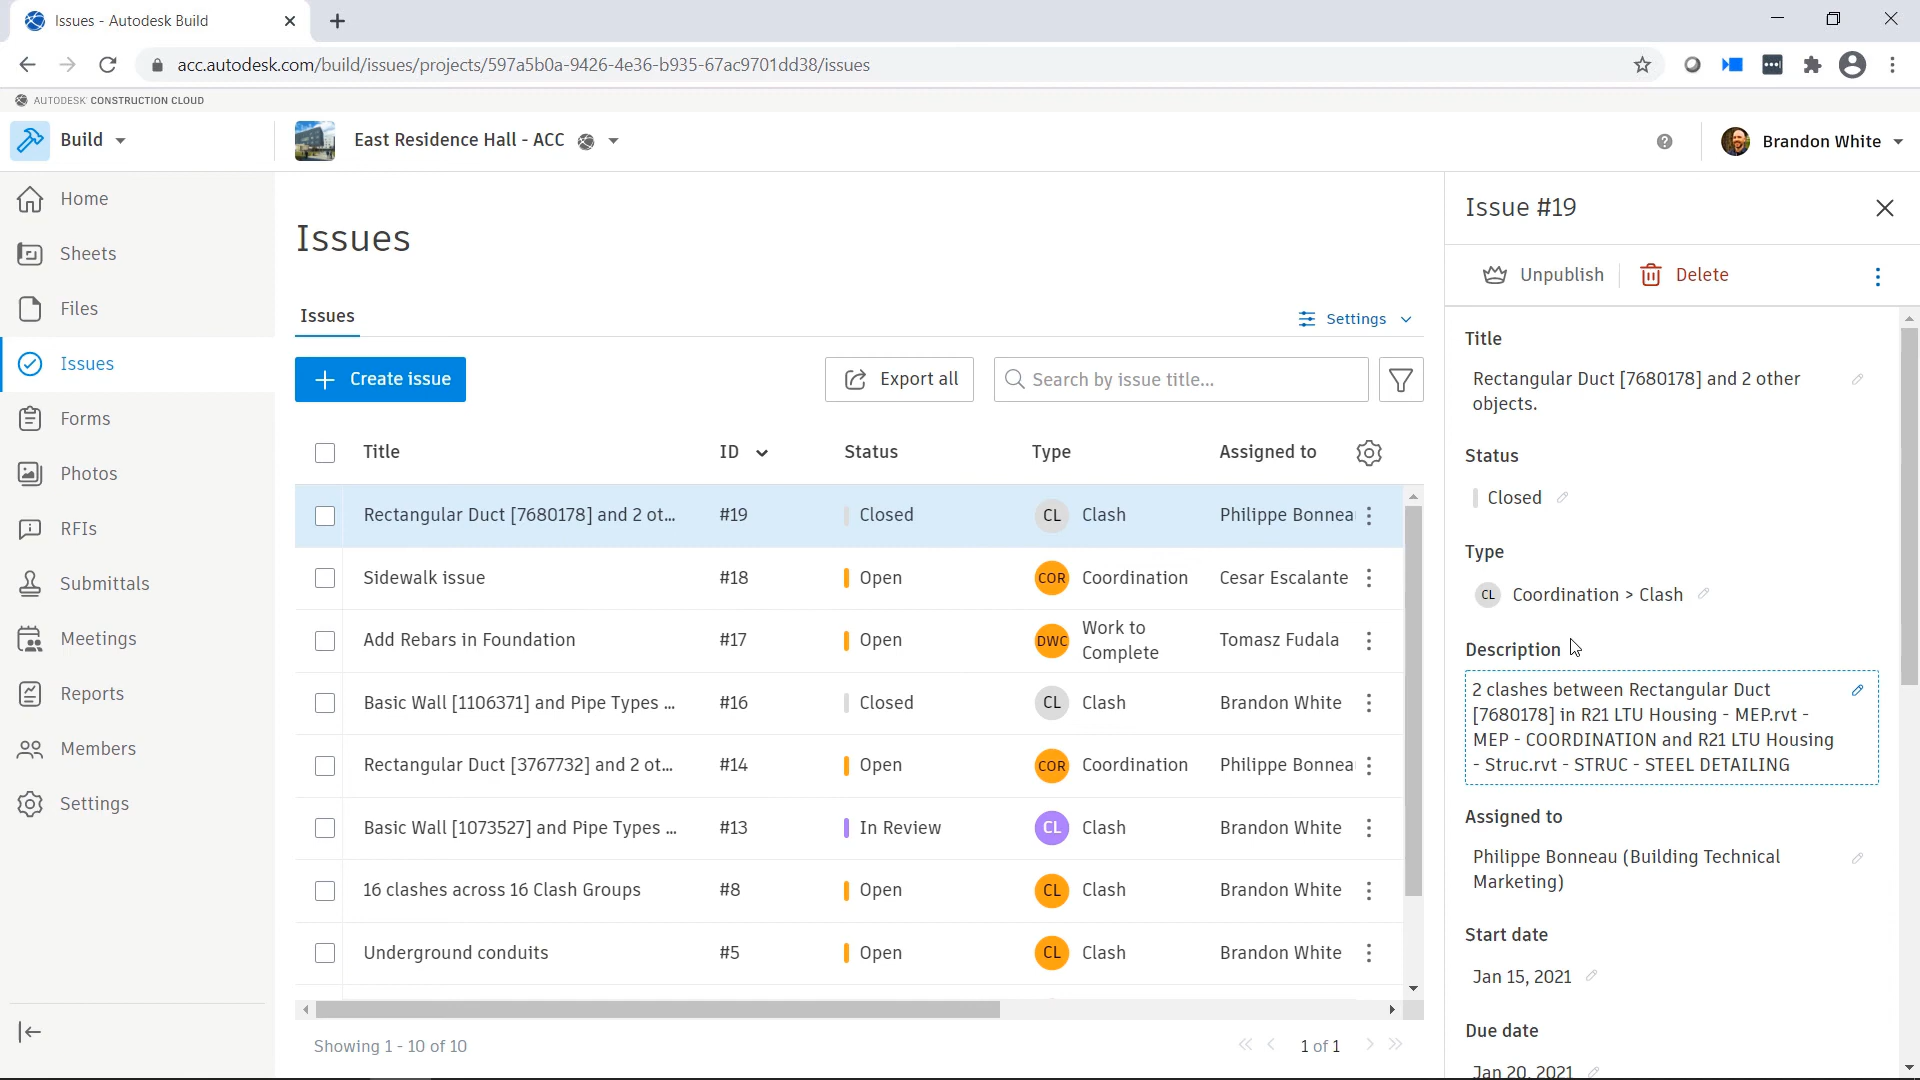 Issues - Autodesk Build
acc.autodesk.com/build/issues/projects/597a5b0a-9426-4e36-b935-67ac9701dd38/issues
AUTODESK CONSTRUCTION CLOUD
Build
East Residence Hall - ACC
Brandon White
Home
Sheets
Files
Issues
Forms
Photos
RFIs
Submittals
Meetings
Reports
Members
Settings
Issues
Issues
Settings
Create issue
Export all
Search by issue title...
Title ID Status Type Assigned to
Rectangular Duct [7680178] and 2 ot... #19 Closed CL Clash Philippe Bonnea
Sidewalk issue #18 Open COR Coordination Cesar Escalante
Add Rebars in Foundation #17 Open DWC Work to Complete Tomasz Fudala
Basic Wall [1106371] and Pipe Types ... #16 Closed CL Clash Brandon White
Rectangular Duct [3767732] and 2 ot... #14 Open COR Coordination Philippe Bonnea
Basic Wall [1073527] and Pipe Types ... #13 In Review CL Clash Brandon White
16 clashes across 16 Clash Groups #8 Open CL Clash Brandon White
Underground conduits #5 Open CL Clash Brandon White
Showing 1 - 10 of 10
1 of 1
Issue #19
Unpublish
Delete
Title
Rectangular Duct [7680178] and 2 other
objects.
Status
Closed
Type
CL Coordination > Clash
Description
2 clashes between Rectangular Duct
[7680178] in R21 LTU Housing - MEP.rvt -
MEP - COORDINATION and R21 LTU Housing
- Struc.rvt - STRUC - STEEL DETAILING
Assigned to
Philippe Bonneau (Building Technical
Marketing)
Start date
Jan 15, 2021
Due date
Jan 20, 2021